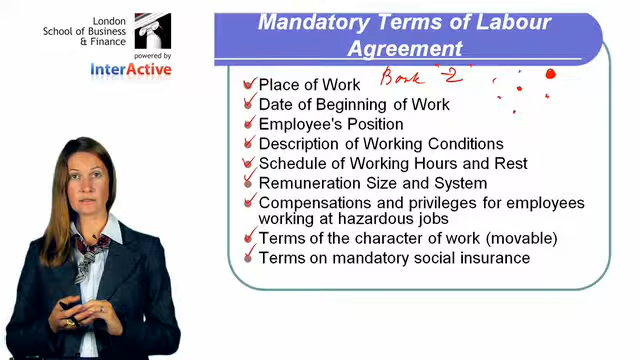 London
School of Business
& Finance
powered by
InterActive
Mandatory Terms of Labour
Agreement
Bank "2"
Place of Work
Date of Beginning of Work
Employee's Position
Description of Working Conditions
Schedule of Working Hours and Rest
Remuneration Size and System
Compensations and privileges for employees
working at hazardous jobs
Terms of the character of work (movable)
Terms on mandatory social insurance